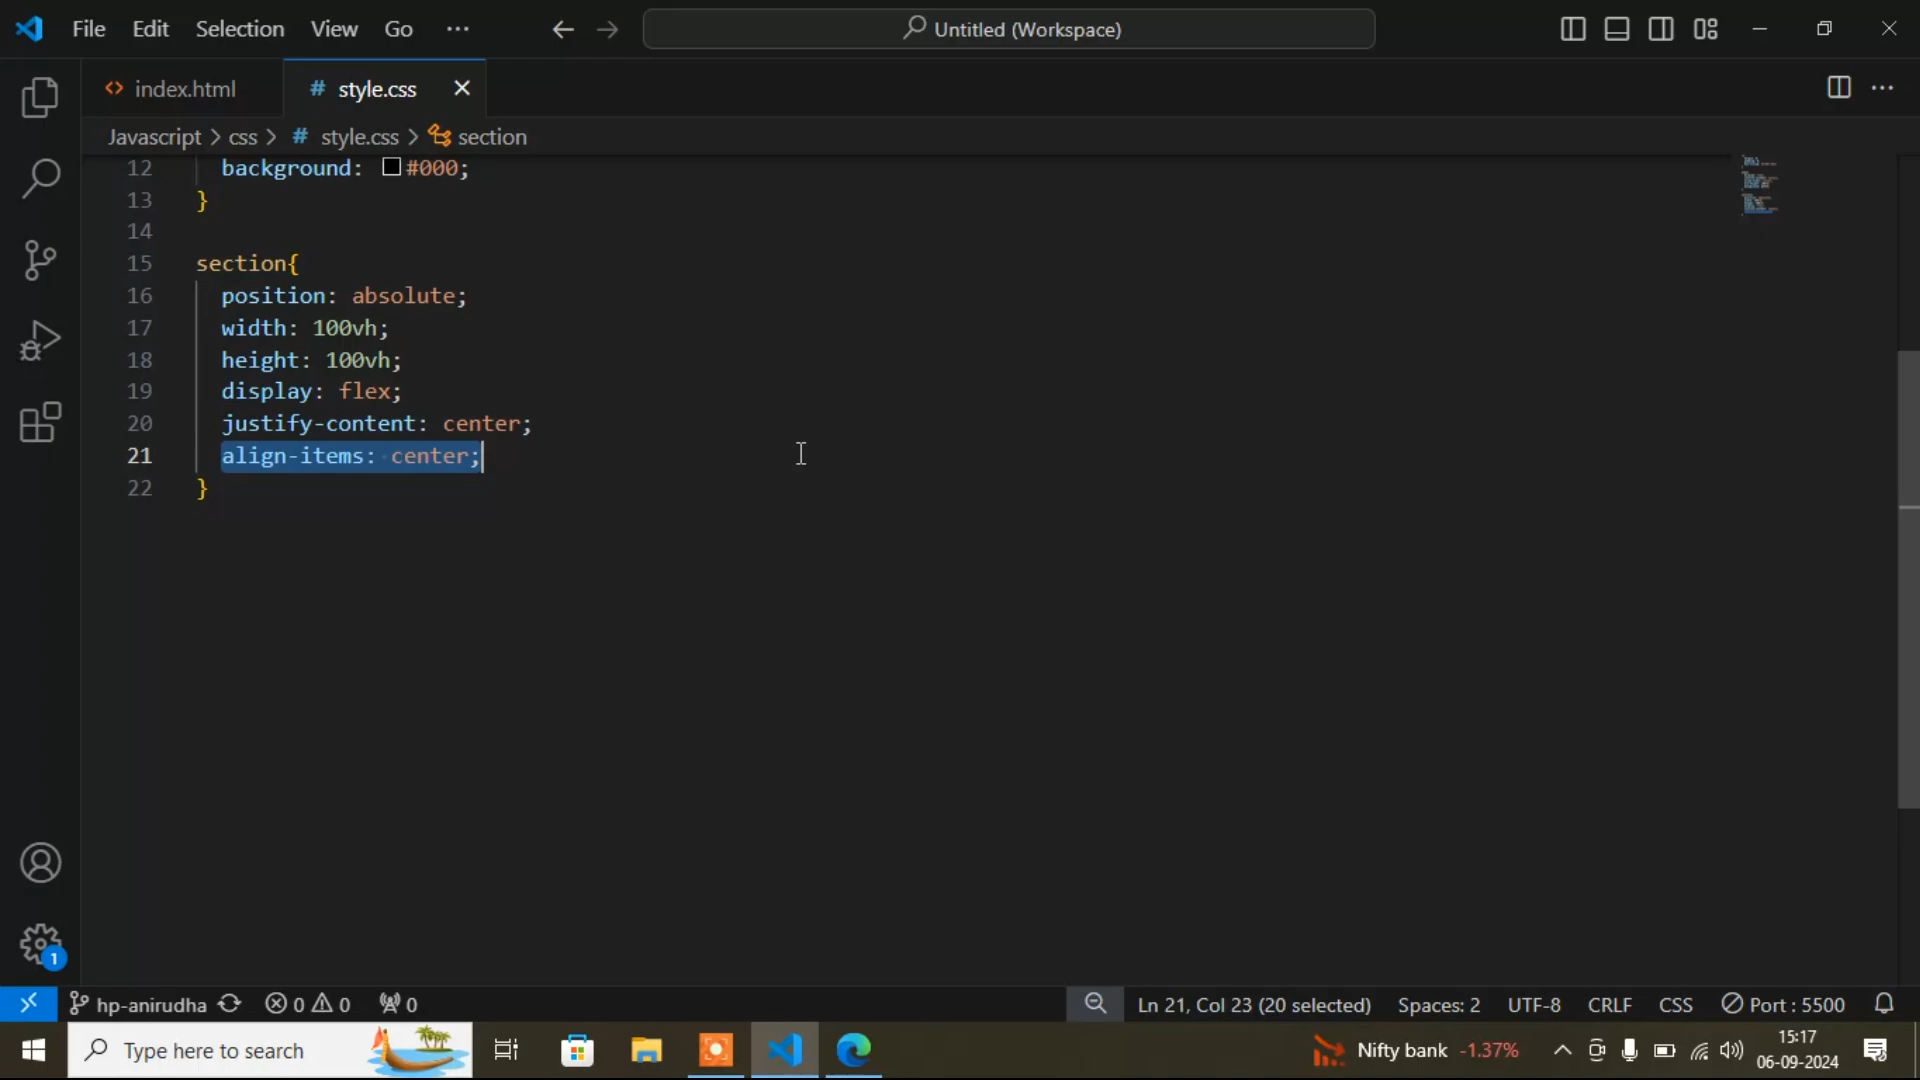 File Edit Selection View Go ··· Untitled (Workspace)
index.html # style.css
Javascript > css > # style.css > section
12 background: #000;
13 }
14
15 section{
16 position: absolute;
17 width: 100vh;
18 height: 100vh;
19 display: flex;
20 justify-content: center;
21 align-items: center;
22 }
1
hp-anirudha 0 0 0 Ln 21, Col 23 (20 selected) Spaces: 2 UTF-8 CRLF CSS Port : 5500
Type here to search Nifty bank -1.37% 15:17
06-09-2024